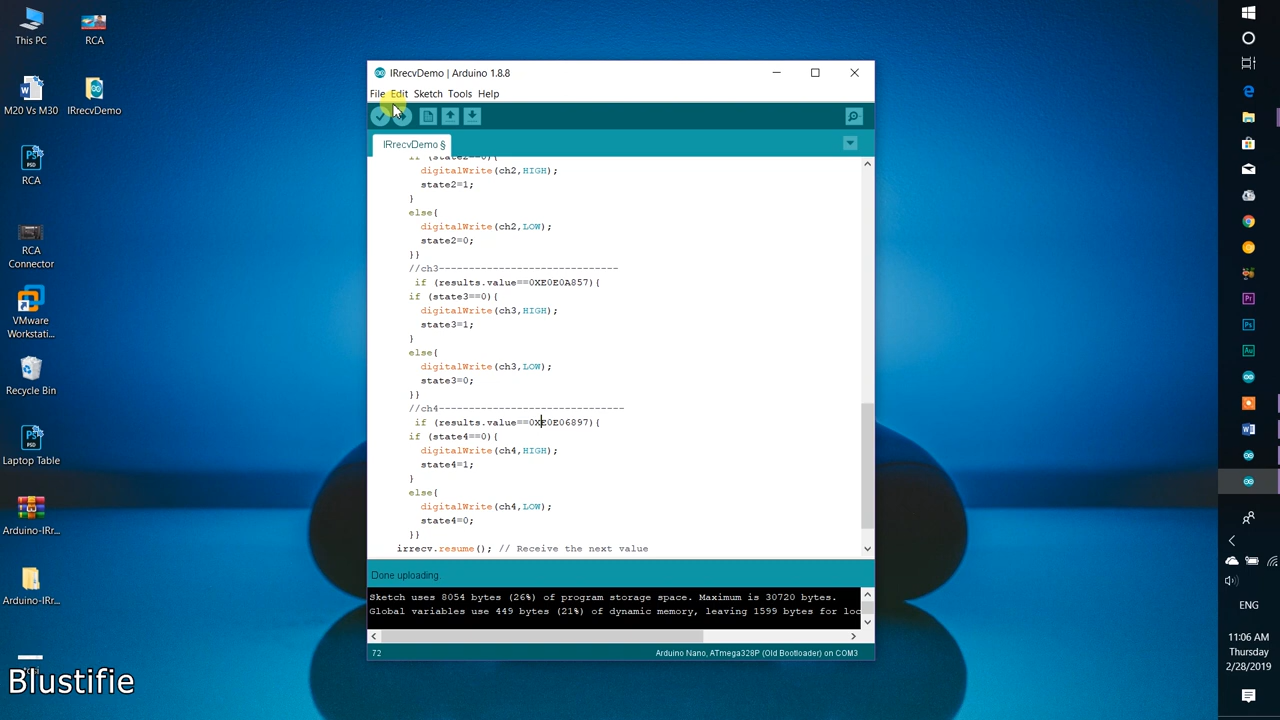 This PC
RCA
M20 Vs M30
IRrecvDemo
RCA
RCA
Connector
VMware
Workstati...
Recycle Bin
Laptop Table
Arduino-IRr...
Arduino-IRr...
Blustifie
IRrecvDemo | Arduino 1.8.8
File Edit Sketch Tools Help
IRrecvDemo §
if (state2==0){
digitalWrite(ch2,HIGH);
state2=1;
}
else{
digitalWrite(ch2,LOW);
state2=0;
}}
//ch3------------------------------
if (results.value==0XE0E0A857){
if (state3==0){
digitalWrite(ch3,HIGH);
state3=1;
}
else{
digitalWrite(ch3,LOW);
state3=0;
}}
//ch4-------------------------------
if (results.value==0XE0E06897){
if (state4==0){
digitalWrite(ch4,HIGH);
state4=1;
}
else{
digitalWrite(ch4,LOW);
state4=0;
}}
irrecv.resume(); // Receive the next value
Done uploading.
Sketch uses 8054 bytes (26%) of program storage space. Maximum is 30720 bytes.
Global variables use 449 bytes (21%) of dynamic memory, leaving 1599 bytes for loc
72
Arduino Nano, ATmega328P (Old Bootloader) on COM3
ENG
11:06 AM
Thursday
2/28/2019